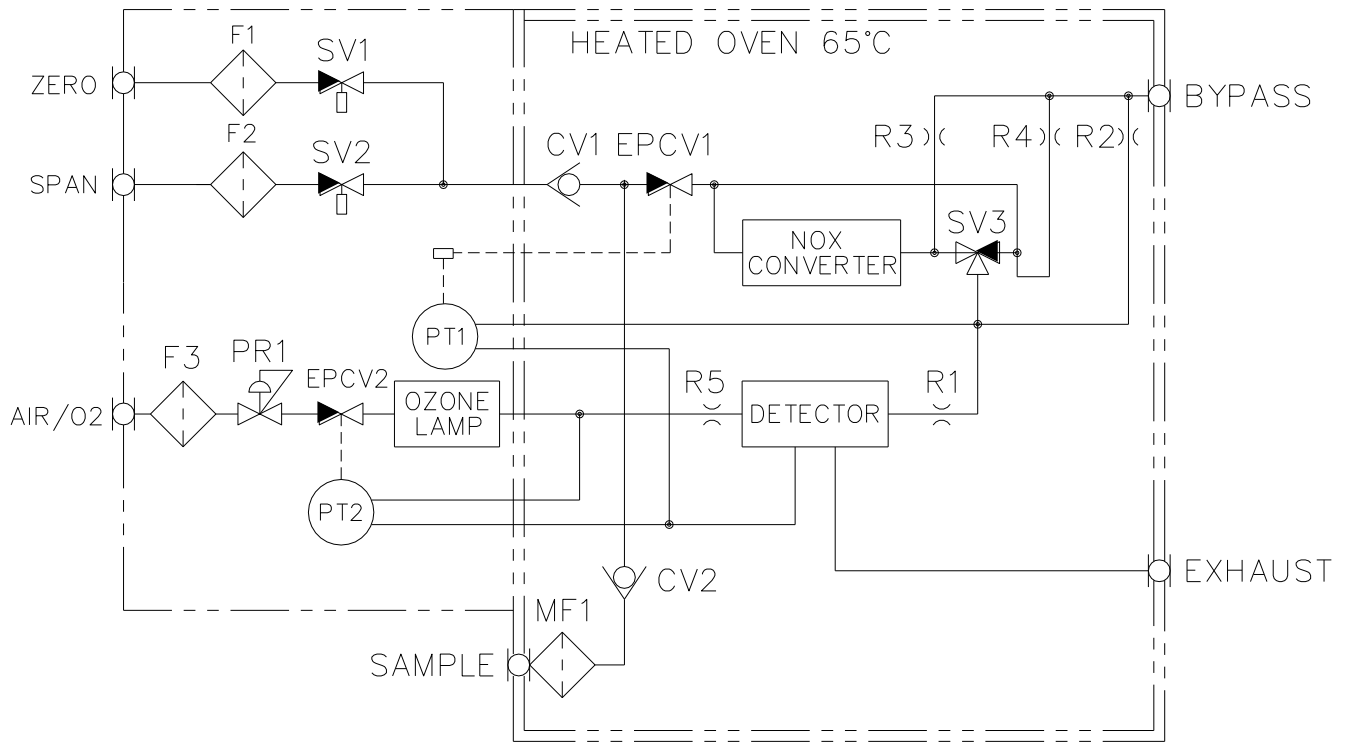 F1
SV1
HEATED OVEN 65°C
ZERO
BYPASS
F2
R3
R4
R2
SV2
CV1
EPCV1
SPAN
SV3
NOX
CONVERTER
PT1
F3
PR1
EPCV2
R5
R1
AIR/O2
OZONE
LAMP
DETECTOR
PT2
EXHAUST
CV2
MF1
SAMPLE